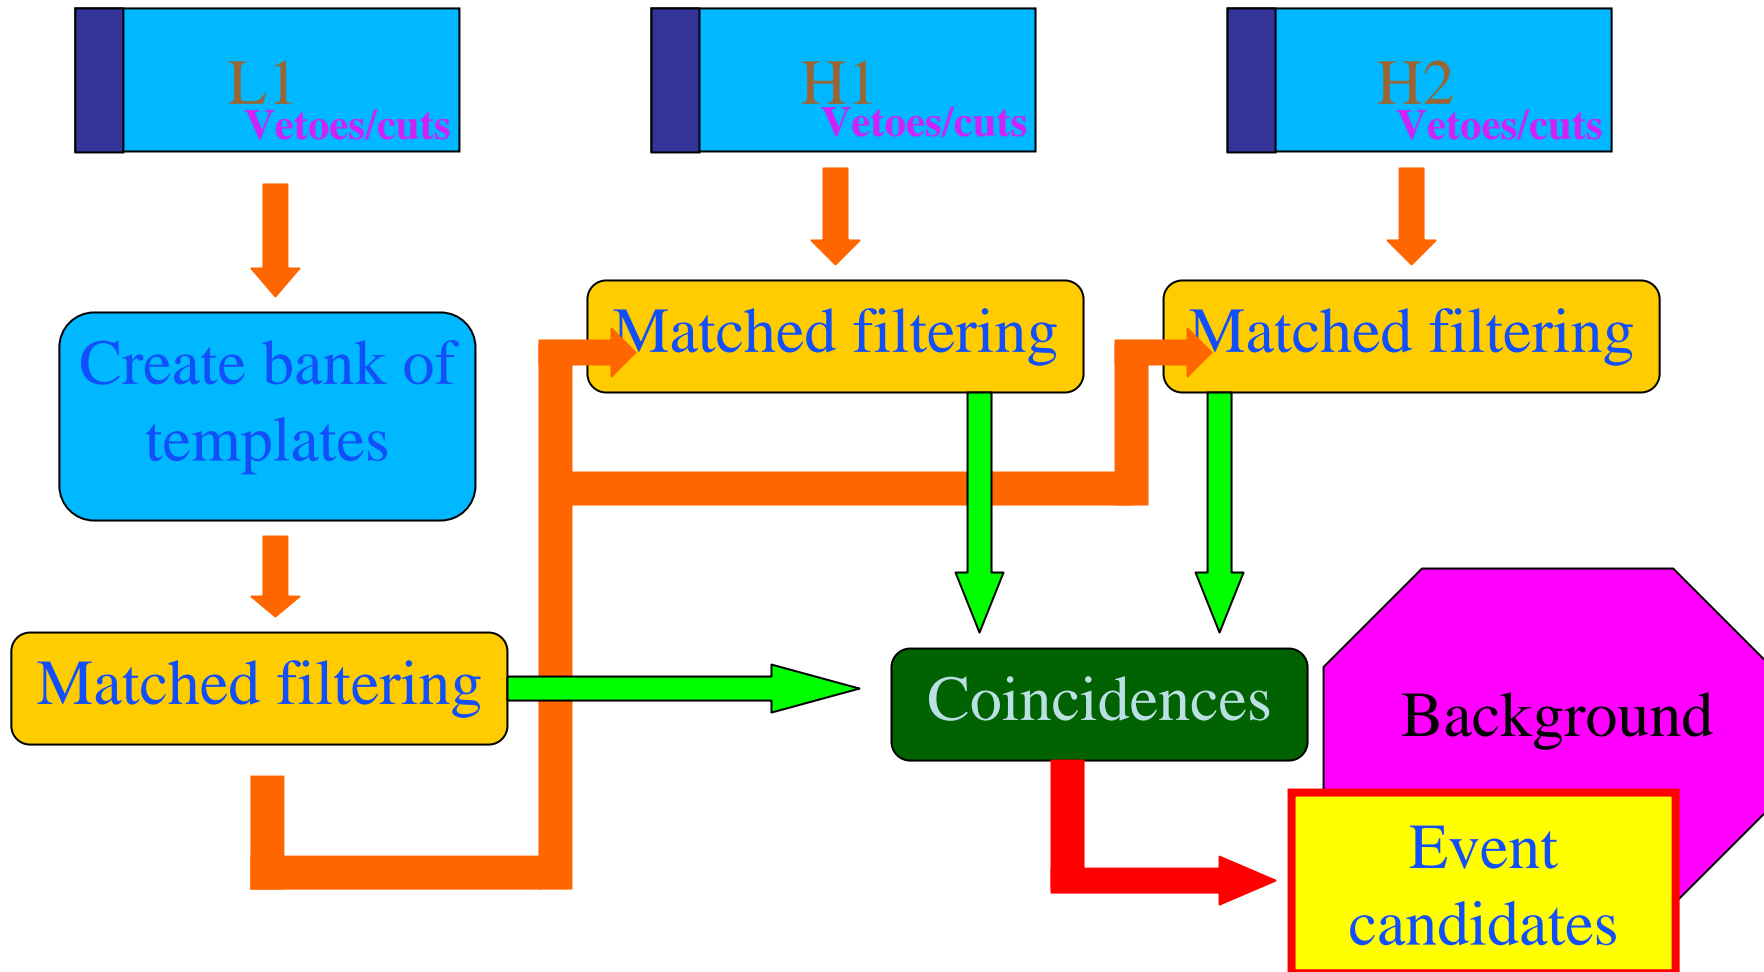 L1
Vetoes/cuts
H1
Vetoes/cuts
H2
Vetoes/cuts
Create bank of
templates
Matched filtering
Matched filtering
Matched filtering
Coincidences
Background
Event
candidates